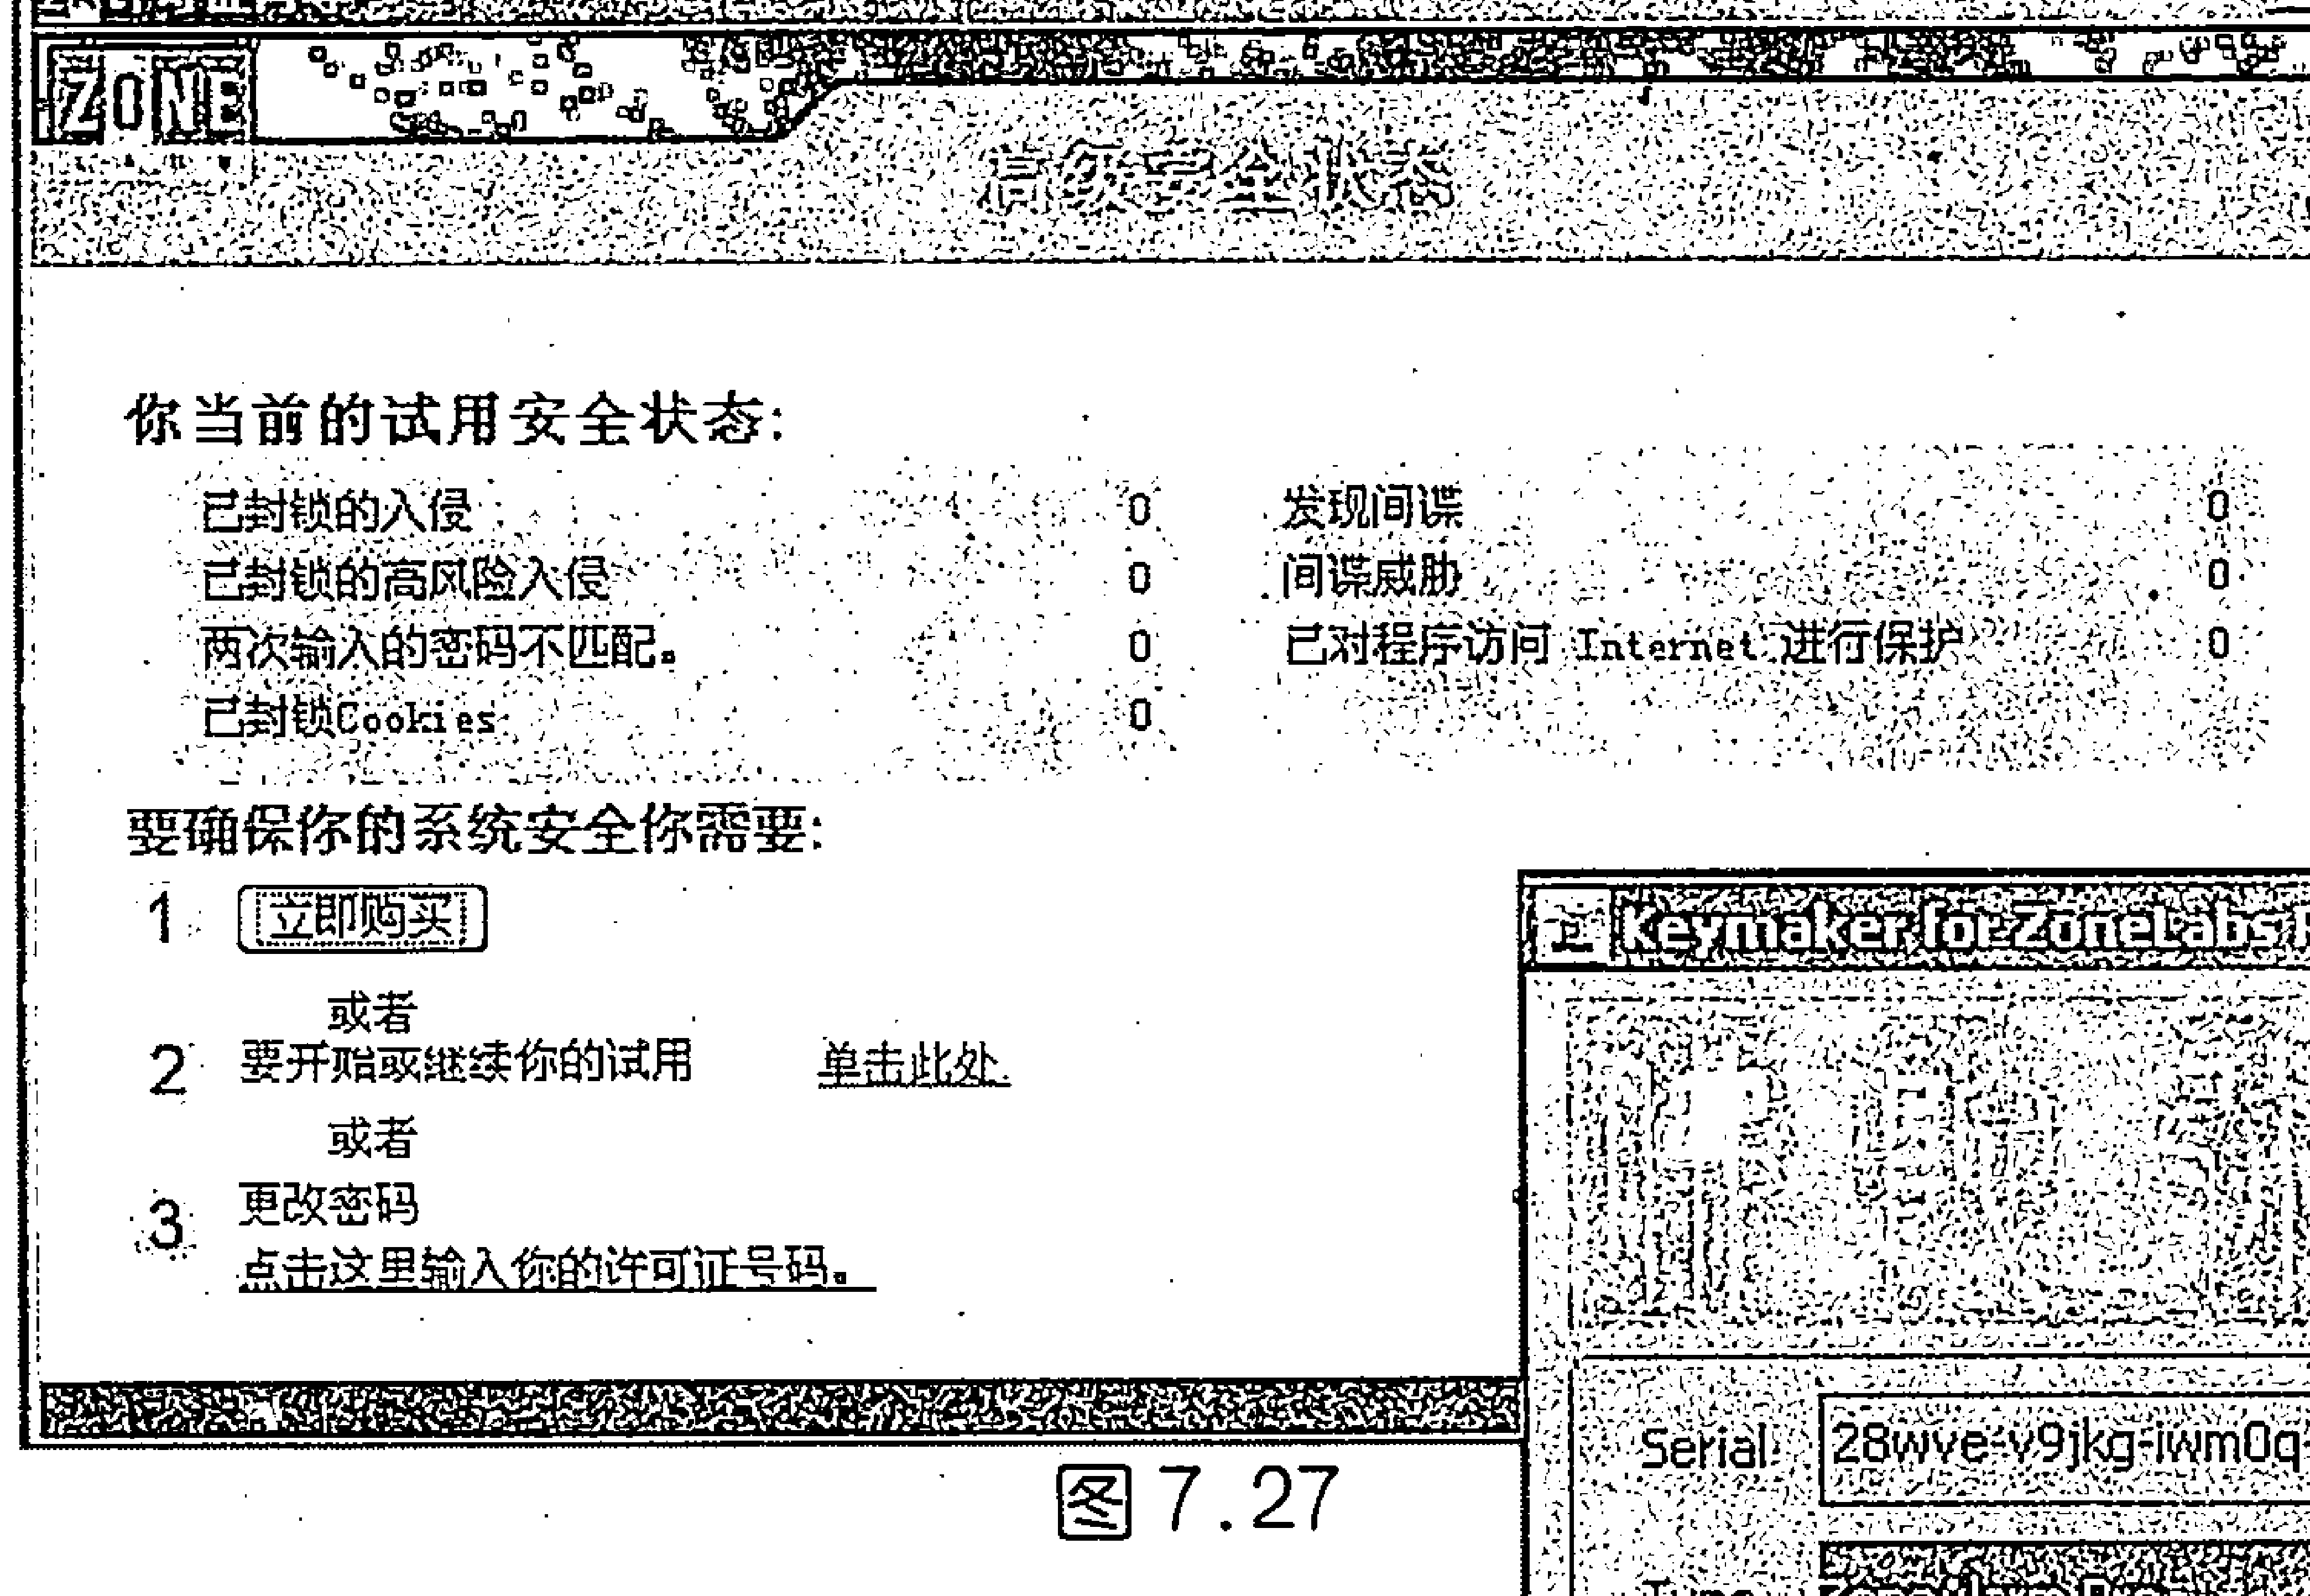 ZONE
高级安全状态
你当前的试用安全状态:
已封锁的入侵 0 发现间谍 0
已封锁的高风险入侵 0 间谍威胁 0
两次输入的密码不匹配。 0 已对程序访问 Internet 进行保护 0
已封锁Cookies 0
要确保你的系统安全你需要:
1 立即购买
或者
2 要开始或继续你的试用 单击此处.
或者
3 更改密码
点击这里输入你的许可证号码。
Keymaker for ZoneLabs
Serial: 28wve-v9jkg-iwm0q-
图 7.27